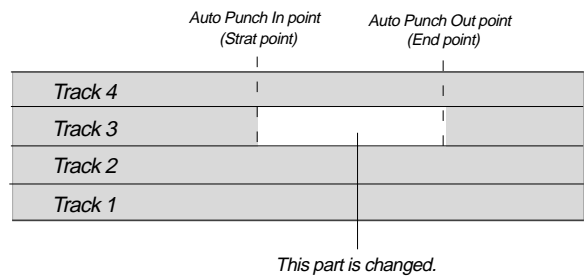 Auto Punch In point
(Strat point)
Auto Punch Out point
(End point)
Track 4
Track 3
Track 2
Track 1
This part is changed.